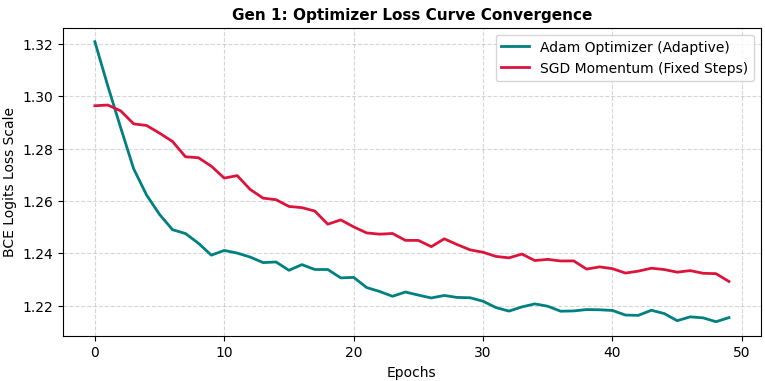 Gen 1: Optimizer Loss Curve Convergence
Adam Optimizer (Adaptive)
SGD Momentum (Fixed Steps)
BCE Logits Loss Scale
1.32
1.30
1.28
1.26
1.24
1.22
0 10 20 30 40 50
Epochs